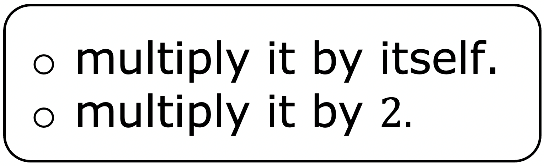 ○ multiply it by itself.
○ multiply it by 2.